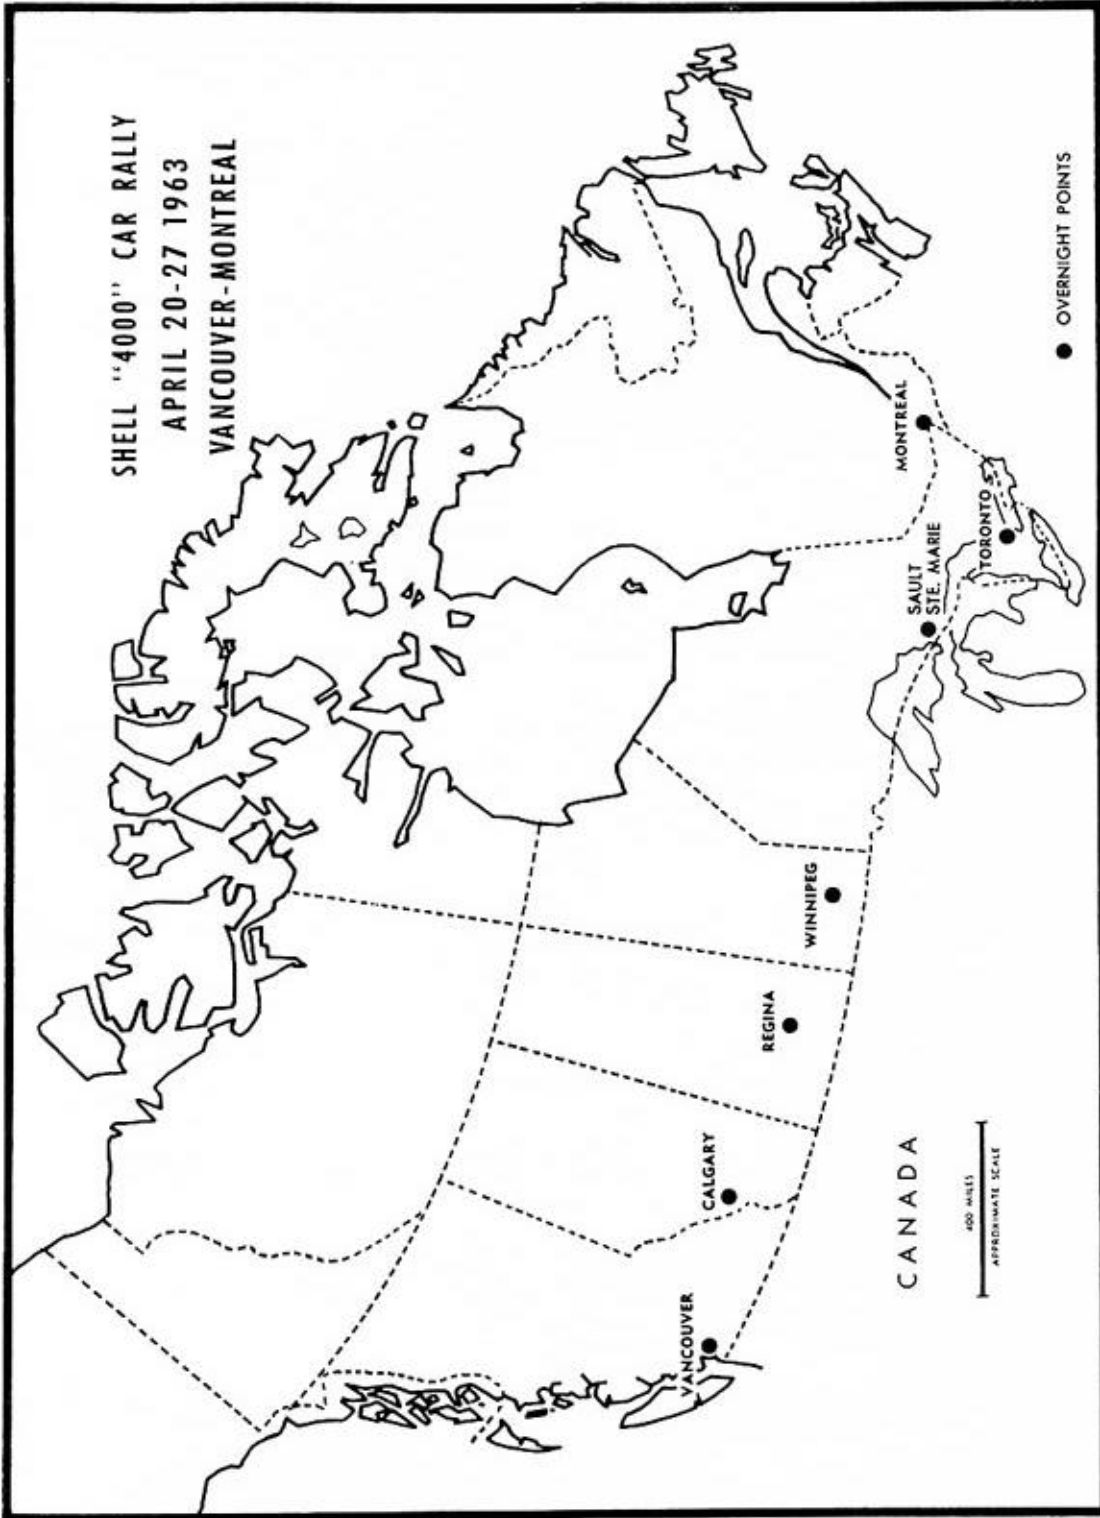 SHELL "4000" CAR RALLY
APRIL 20-27 1963
VANCOUVER-MONTREAL
VANCOUVER
CALGARY
REGINA
WINNIPEG
SAULT
STE. MARIE
TORONTO
MONTREAL
CANADA
400 MILES
APPROXIMATE SCALE
OVERNIGHT POINTS